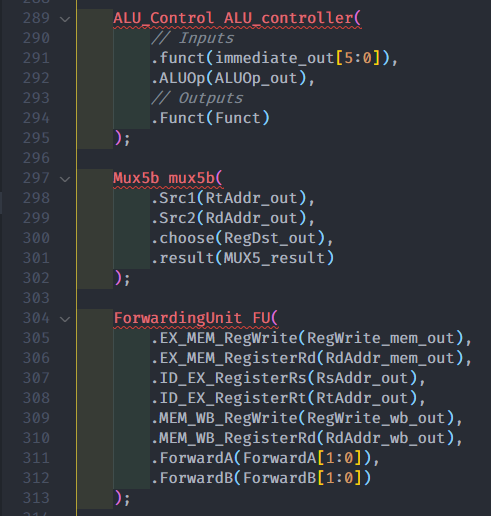 288
289 ALU_Control ALU_controller(
290 // Inputs
291 .funct(immediate_out[5:0]),
292 .ALUOp(ALUOp_out),
293 // Outputs
294 .Funct(Funct)
295 );
296
297 Mux5b mux5b(
298 .Src1(RtAddr_out),
299 .Src2(RdAddr_out),
300 .choose(RegDst_out),
301 .result(MUX5_result)
302 );
303
304 ForwardingUnit FU(
305 .EX_MEM_RegWrite(RegWrite_mem_out),
306 .EX_MEM_RegisterRd(RdAddr_mem_out),
307 .ID_EX_RegisterRs(RsAddr_out),
308 .ID_EX_RegisterRt(RtAddr_out),
309 .MEM_WB_RegWrite(RegWrite_wb_out),
310 .MEM_WB_RegisterRd(RdAddr_wb_out),
311 .ForwardA(ForwardA[1:0]),
312 .ForwardB(ForwardB[1:0])
313 );
314